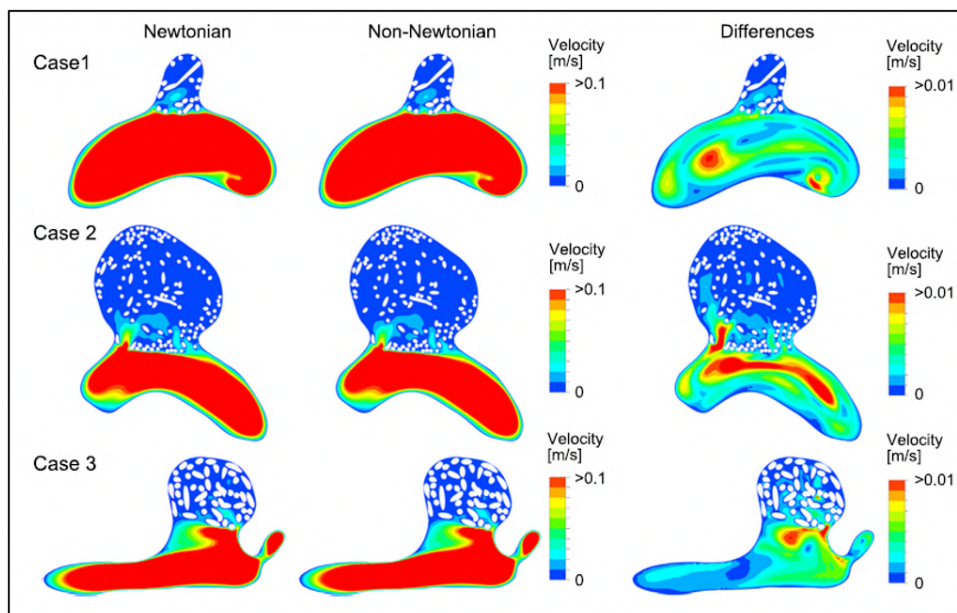 Newtonian Non-Newtonian Differences
Case1
Velocity
[m/s]
>0.1
0
Velocity
[m/s]
>0.01
0
Case 2
Velocity
[m/s]
>0.1
0
Velocity
[m/s]
>0.01
0
Case 3
Velocity
[m/s]
>0.1
0
Velocity
[m/s]
>0.01
0